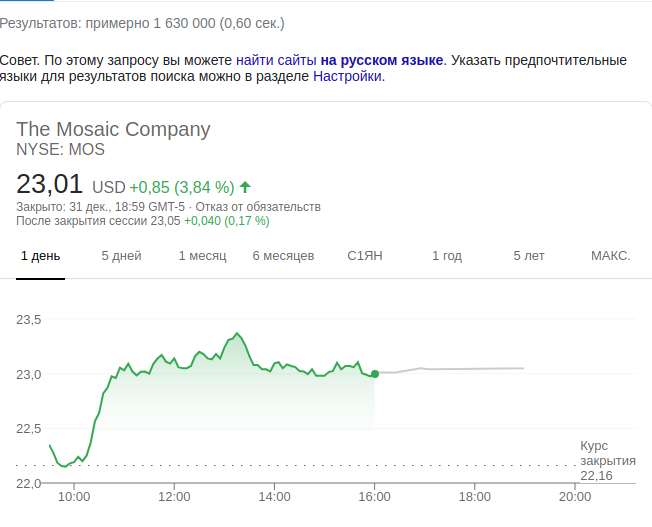 Результатов: примерно 1 630 000 (0,60 сек.)
Совет. По этому запросу вы можете найти сайты на русском языке. Указать предпочтительные
языки для результатов поиска можно в разделе Настройки.
The Mosaic Company
NYSE: MOS
23,01 USD +0,85 (3,84 %)
Закрыто: 31 дек., 18:59 GMT-5 · Отказ от обязательств
После закрытия сессии 23,05 +0,040 (0,17 %)
1 день 5 дней 1 месяц 6 месяцев С1ЯН 1 год 5 лет МАКС.
23,5
23,0
22,5
Курс
закрытия
22,16
22,0
10:00 12:00 14:00 16:00 18:00 20:00